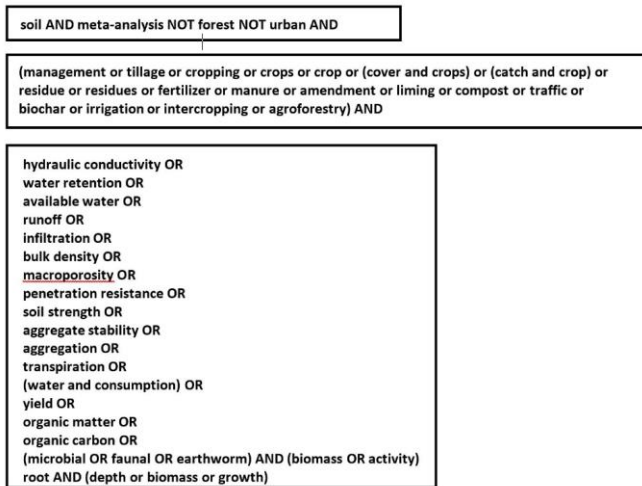 soil AND meta-analysis NOT forest NOT urban AND
(management or tillage or cropping or crops or crop or (cover and crops) or (catch and crop) or
residue or residues or fertilizer or manure or amendment or liming or compost or traffic or
biochar or irrigation or intercropping or agroforestry) AND
hydraulic conductivity OR
water retention OR
available water OR
runoff OR
infiltration OR
bulk density OR
macroporosity OR
penetration resistance OR
soil strength OR
aggregate stability OR
aggregation OR
transpiration OR
(water and consumption) OR
yield OR
organic matter OR
organic carbon OR
(microbial OR faunal OR earthworm) AND (biomass OR activity)
root AND (depth or biomass or growth)